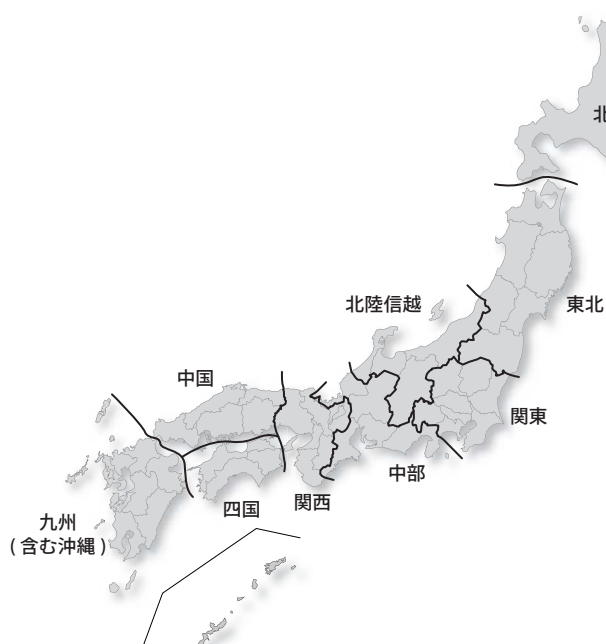 北
北陸信越
東北
中国
関東
中部
四国
関西
九州
(含む沖縄)